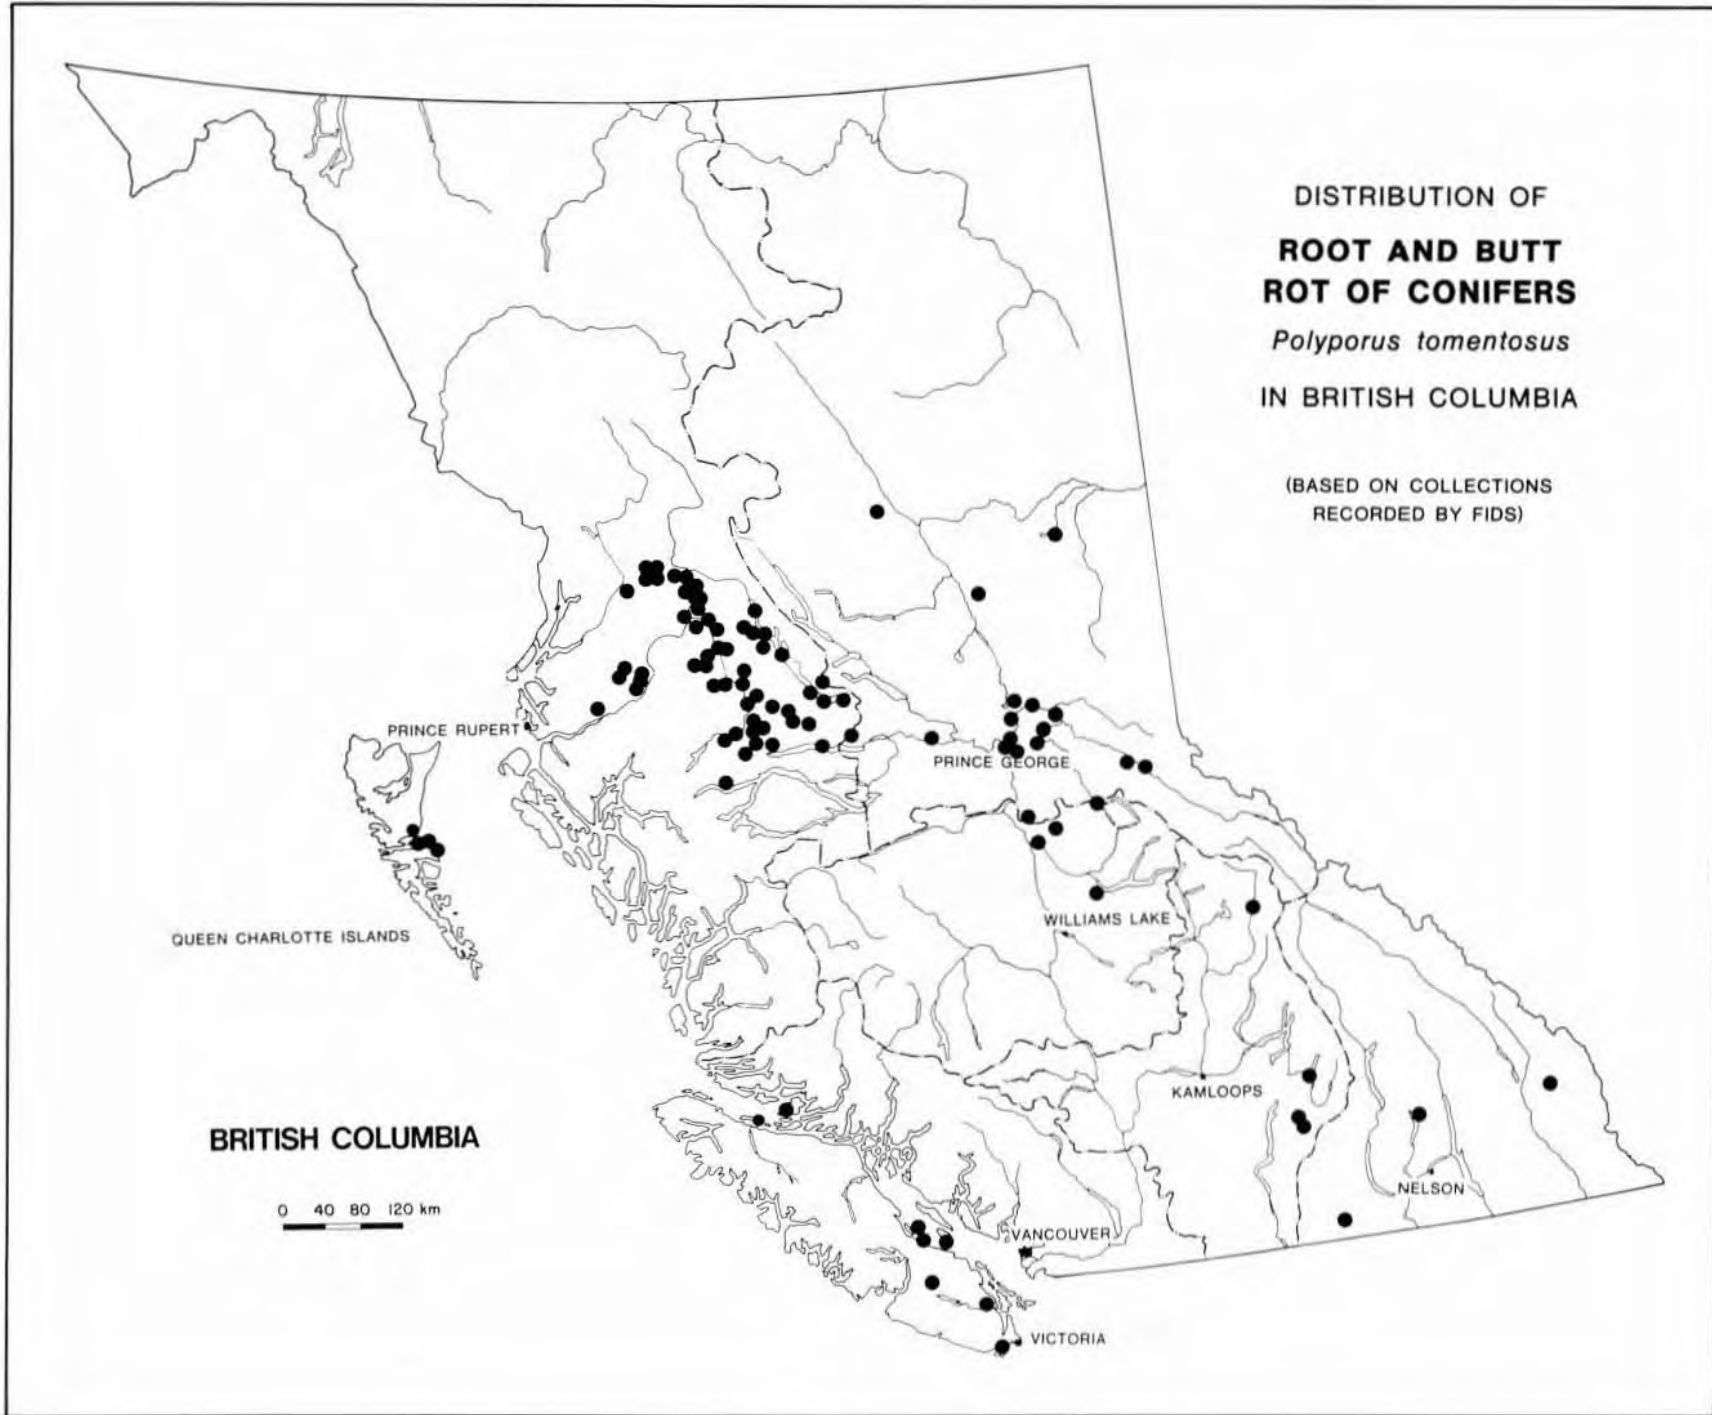 DISTRIBUTION OF
ROOT AND BUTT
ROT OF CONIFERS
Polyporus tomentosus
IN BRITISH COLUMBIA
(BASED ON COLLECTIONS
RECORDED BY FIDS)
PRINCE RUPERT
PRINCE GEORGE
QUEEN CHARLOTTE ISLANDS
WILLIAMS LAKE
KAMLOOPS
BRITISH COLUMBIA
NELSON
0 40 80 120 km
VANCOUVER
VICTORIA